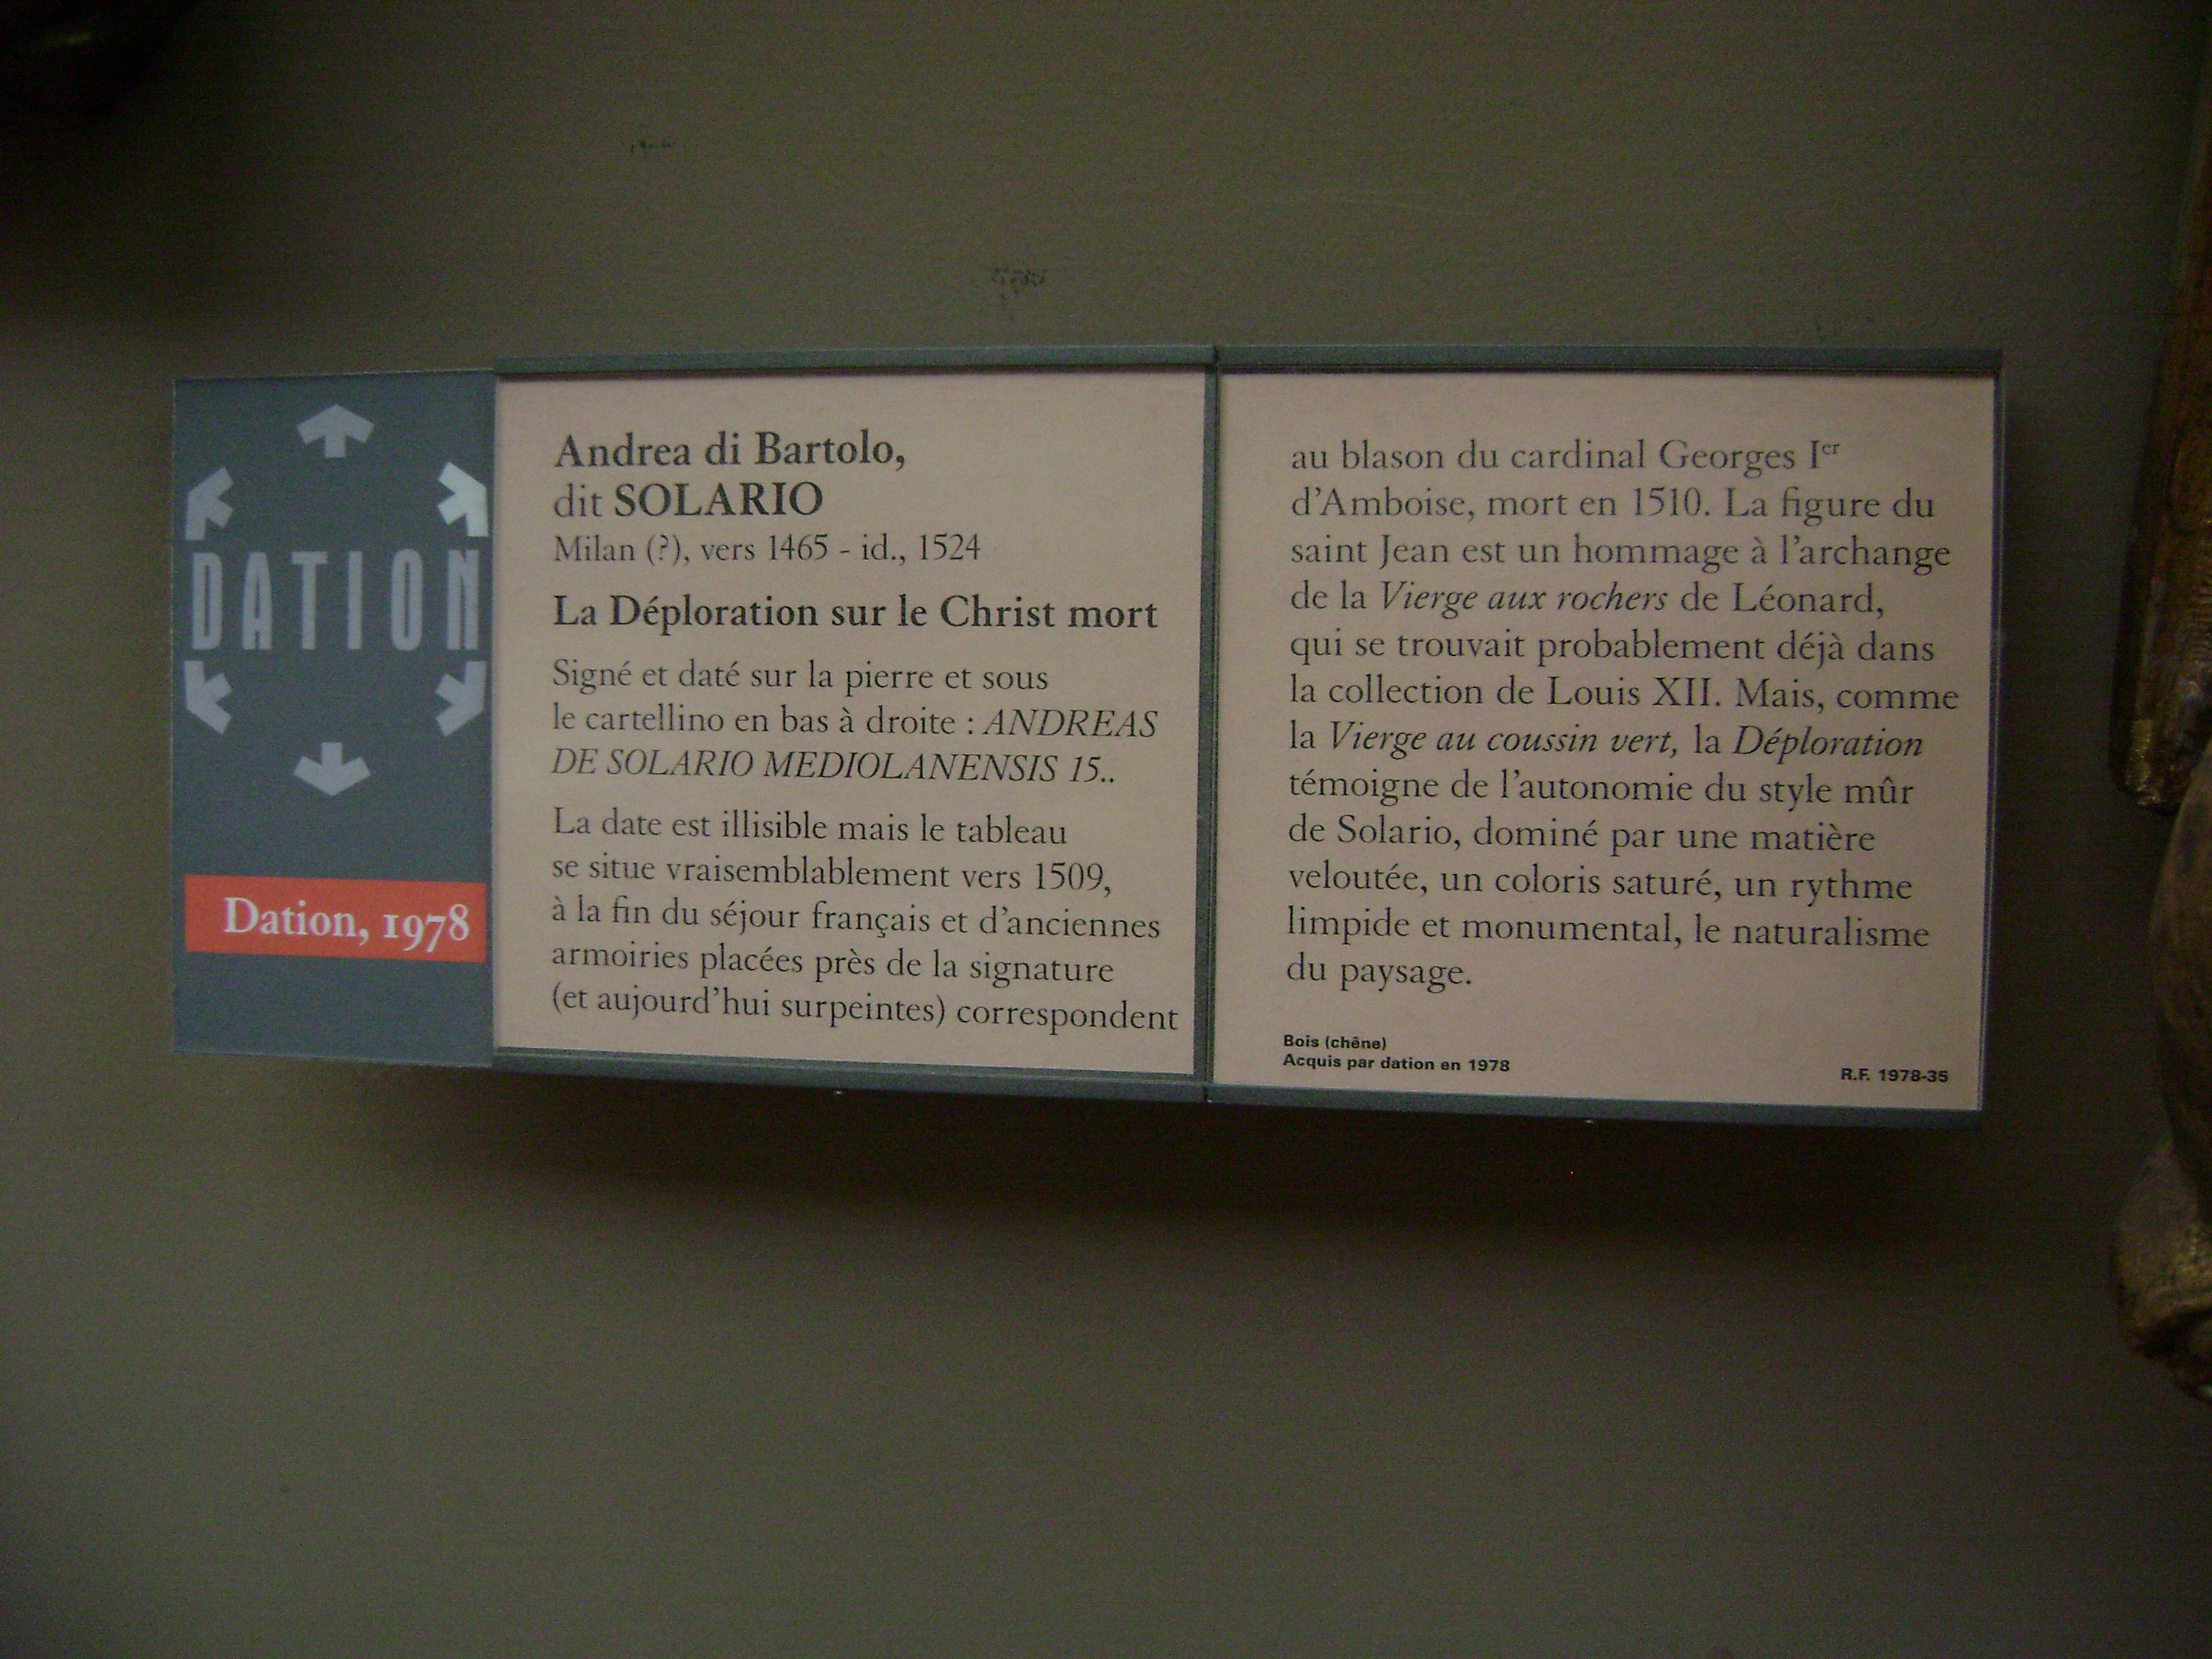 DATION
Dation, 1978
Andrea di Bartolo,
dit SOLARIO
Milan (?), vers 1465 - id., 1524
La Déploration sur le Christ mort
Signé et daté sur la pierre et sous
le cartellino en bas à droite : ANDREAS
DE SOLARIO MEDIOLANENSIS 15..
La date est illisible mais le tableau
se situe vraisemblablement vers 1509,
à la fin du séjour français et d'anciennes
armoiries placées près de la signature
(et aujourd'hui surpeintes) correspondent
au blason du cardinal Georges Ier
d'Amboise, mort en 1510. La figure du
saint Jean est un hommage à l'archange
de la Vierge aux rochers de Léonard,
qui se trouvait probablement déjà dans
la collection de Louis XII. Mais, comme
la Vierge au coussin vert, la Déploration
témoigne de l'autonomie du style mûr
de Solario, dominé par une matière
veloutée, un coloris saturé, un rythme
limpide et monumental, le naturalisme
du paysage.
Bois (chêne)
Acquis par dation en 1978
R.F. 1978-35